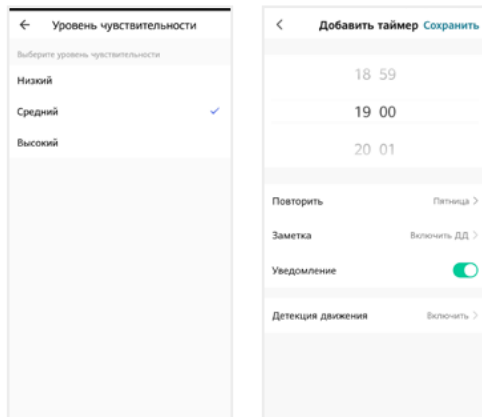 Уровень чувствительности
Выберите уровень чувствительности
Низкий
Средний
Высокий
Добавить таймер Сохранить
18 59
19 00
20 01
Повторить Пятница >
Заметка Включить ДД >
Уведомление
Детекция движения Включить >